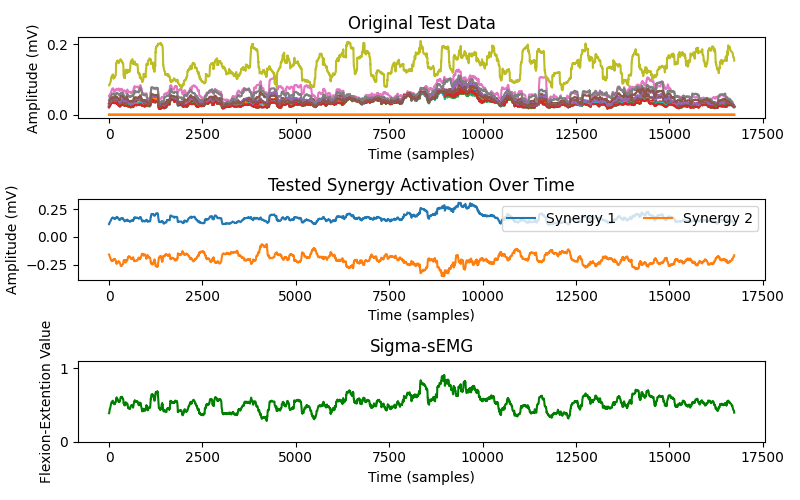 Original Test Data
Amplitude (mV)
0.2
0.0
0 2500 5000 7500 10000 12500 15000 17500
Time (samples)
Tested Synergy Activation Over Time
Amplitude (mV)
0.25
0.00
−0.25
Synergy 1 Synergy 2
0 2500 5000 7500 10000 12500 15000 17500
Time (samples)
Sigma-sEMG
Flexion-Extention Value
1
0
0 2500 5000 7500 10000 12500 15000 17500
Time (samples)